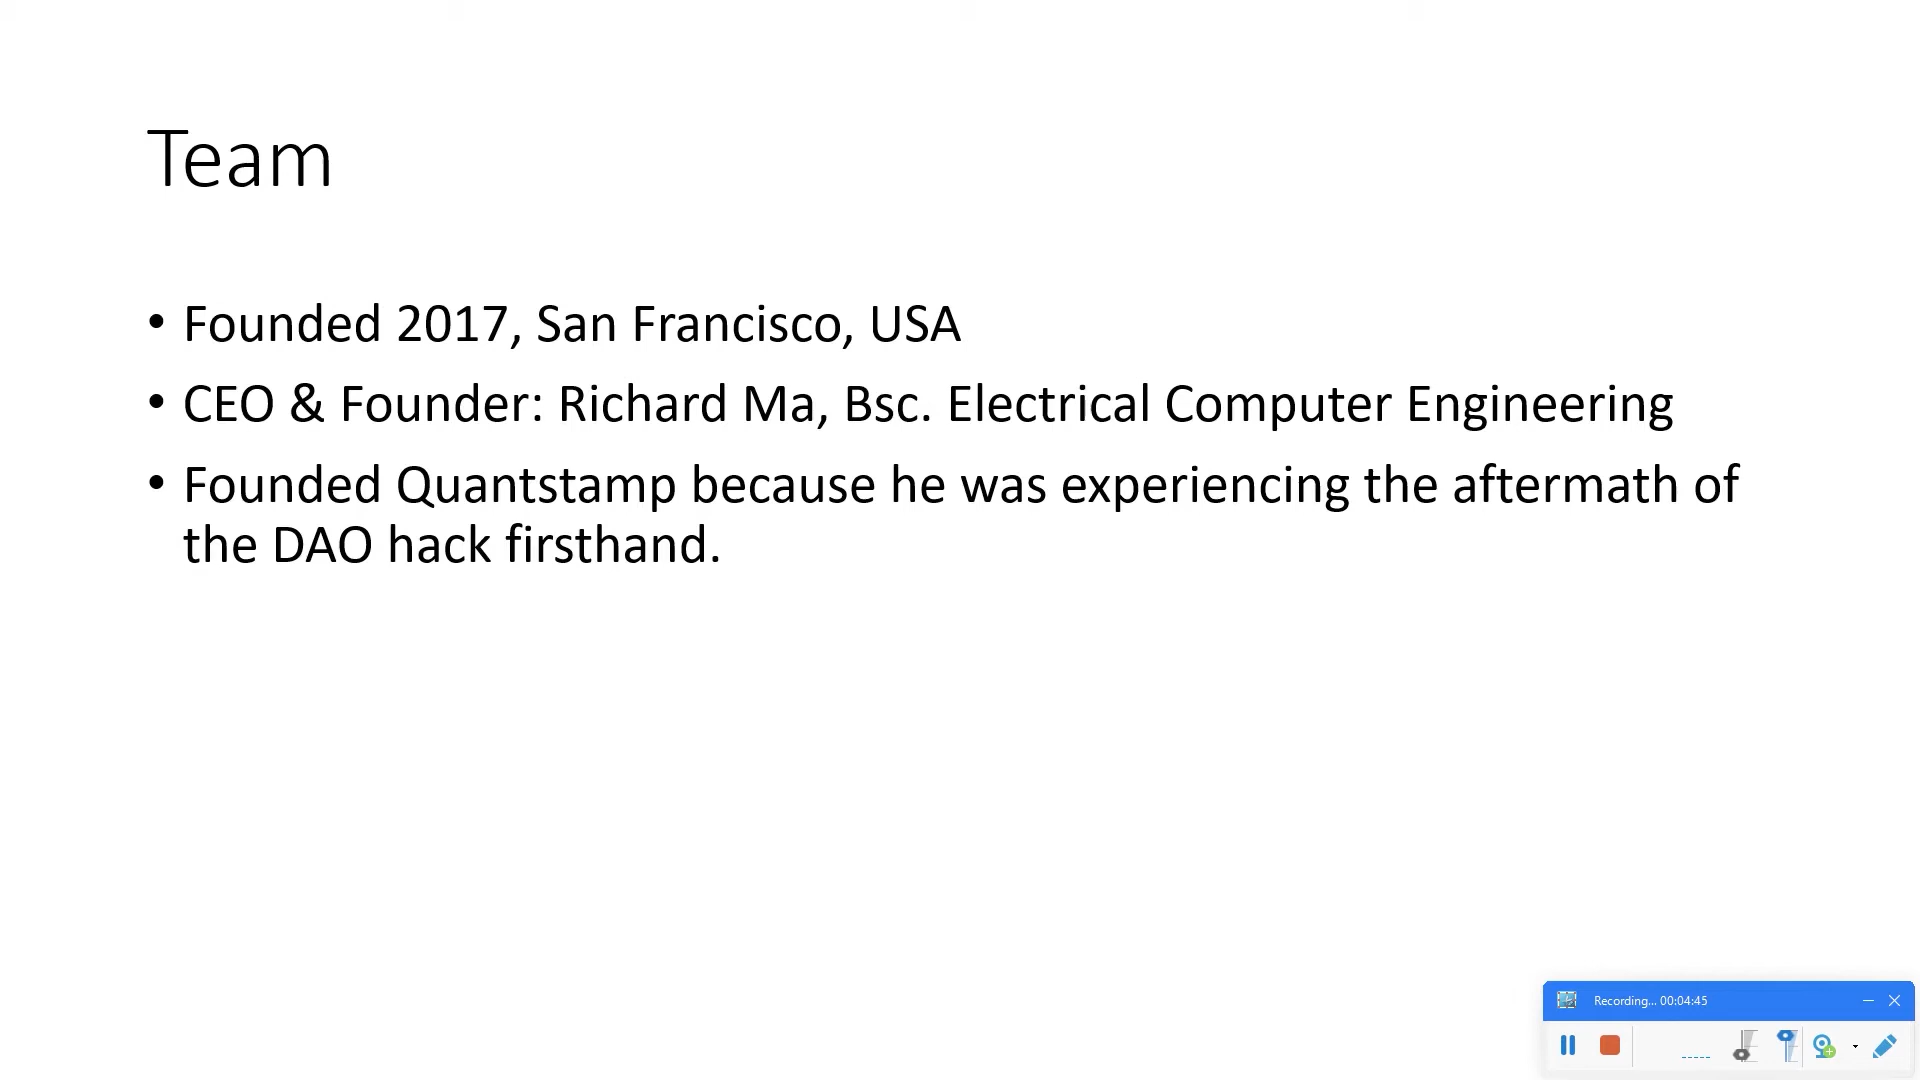 Team
• Founded 2017, San Francisco, USA
• CEO & Founder: Richard Ma, Bsc. Electrical Computer Engineering
• Founded Quantstamp because he was experiencing the aftermath of
the DAO hack firsthand.
Recording... 00:04:45